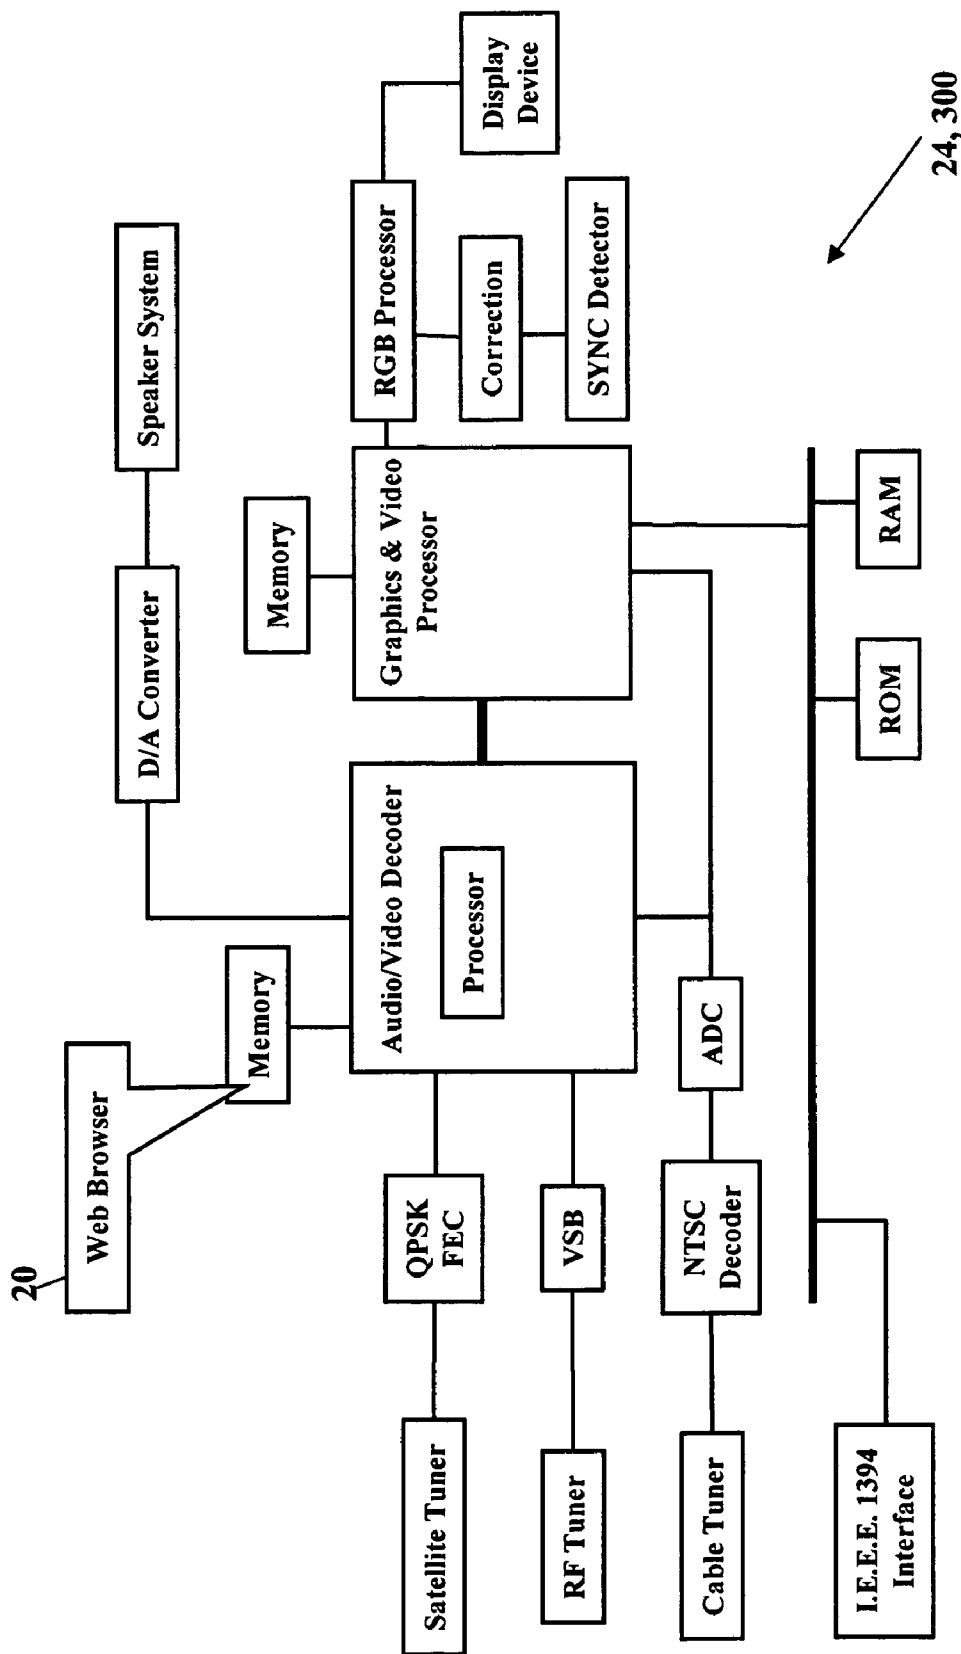 20
Web Browser
Memory
D/A Converter
Speaker System
Satellite Tuner
QPSK
FEC
RF Tuner
VSB
Cable Tuner
NTSC
Decoder
ADC
Audio/Video Decoder
Processor
Memory
Graphics & Video
Processor
RGB Processor
Correction
SYNC Detector
Display
Device
I.E.E.E. 1394
Interface
ROM
RAM
24, 300